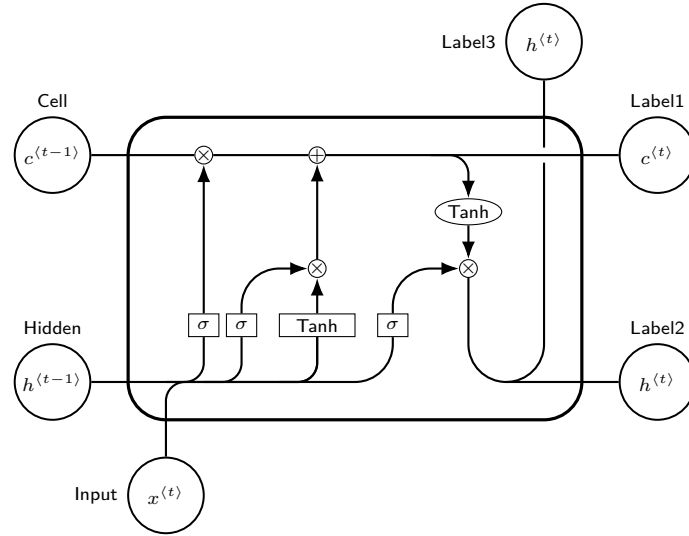 Label3
h⟨t⟩
Cell
Label1
c⟨t−1⟩
× +
c⟨t⟩
Tanh
× ×
σ σ Tanh σ
Hidden
Label2
h⟨t−1⟩
h⟨t⟩
Input
x⟨t⟩